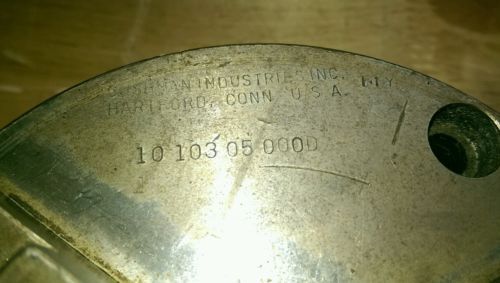 INDUSTRIES INC.
HARTFORD, CONN. U.S.A.
10 103 05 000D